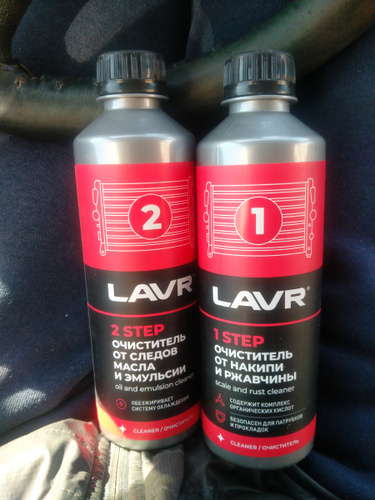 2
LAVR
2 STEP
ОЧИСТИТЕЛЬ
ОТ СЛЕДОВ
МАСЛА
И ЭМУЛЬСИИ
oil and emulsion cleaner
ОБЕЗЖИРИВАЕТ
СИСТЕМУ ОХЛАЖДЕНИЯ
CLEANER / ОЧИСТИТЕЛЬ
1
LAVR®
1 STEP
ОЧИСТИТЕЛЬ
ОТ НАКИПИ
И РЖАВЧИНЫ
scale and rust cleaner
СОДЕРЖИТ КОМПЛЕКС
ОРГАНИЧЕСКИХ КИСЛОТ
БЕЗОПАСЕН ДЛЯ ПАТРУБКОВ
И ПРОКЛАДОК
CLEANER / ОЧИСТИТЕЛЬ